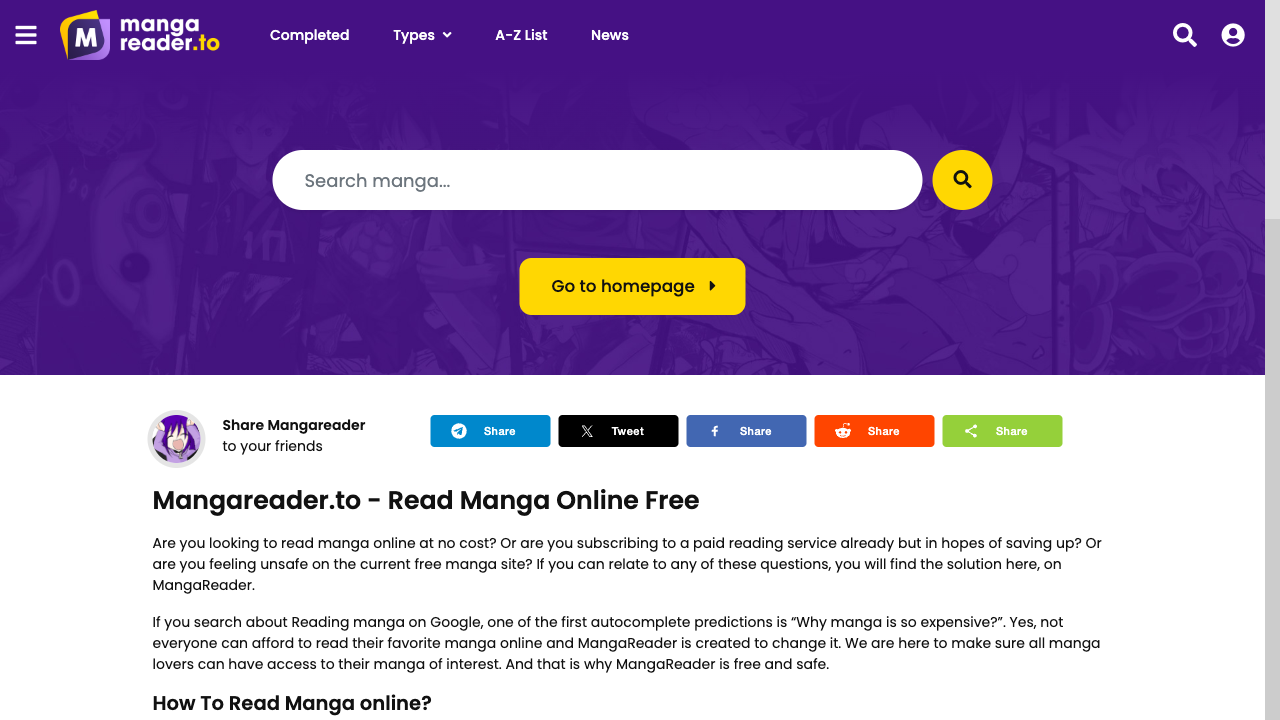 M manga reader.to
Completed
Types
A-Z List
News
Search manga...
Go to homepage
Share Mangareader
to your friends
Share
Tweet
Share
Share
Share
Mangareader.to - Read Manga Online Free
Are you looking to read manga online at no cost? Or are you subscribing to a paid reading service already but in hopes of saving up? Or
are you feeling unsafe on the current free manga site? If you can relate to any of these questions, you will find the solution here, on
MangaReader.
If you search about Reading manga on Google, one of the first autocomplete predictions is “Why manga is so expensive?”. Yes, not
everyone can afford to read their favorite manga online and MangaReader is created to change it. We are here to make sure all manga
lovers can have access to their manga of interest. And that is why MangaReader is free and safe.
How To Read Manga online?